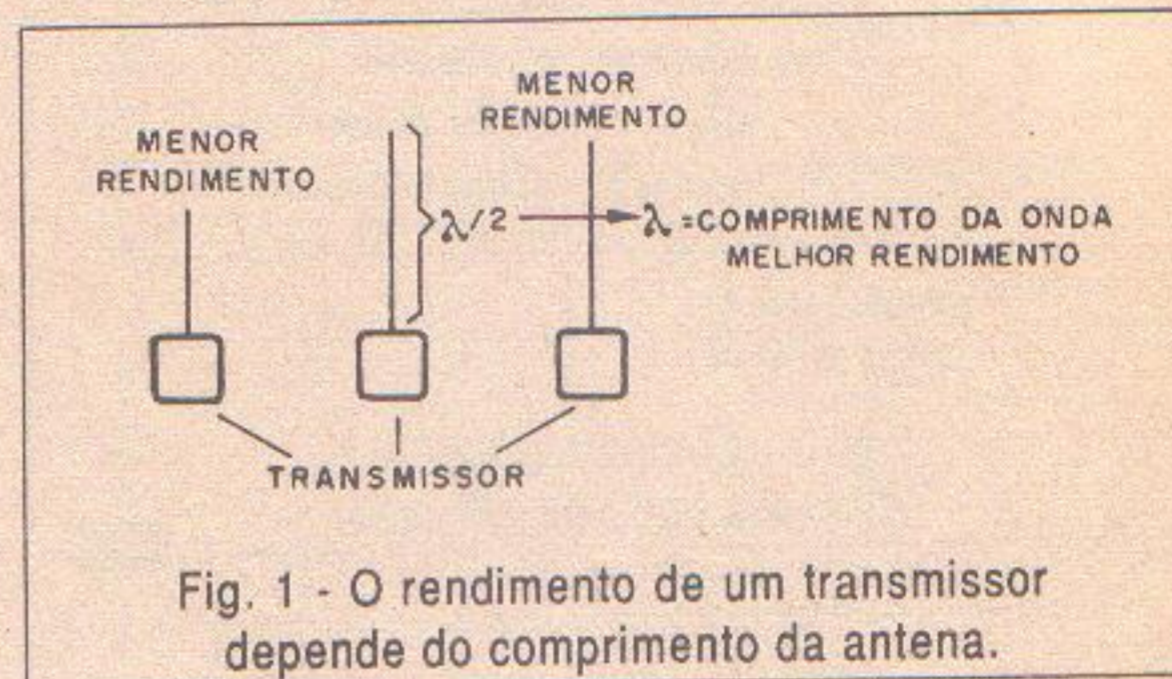 MENOR
RENDIMENTO
MENOR
RENDIMENTO
λ/2
λ=COMPRIMENTO DA ONDA
MELHOR RENDIMENTO
TRANSMISSOR
Fig. 1 - O rendimento de um transmissor
depende do comprimento da antena.